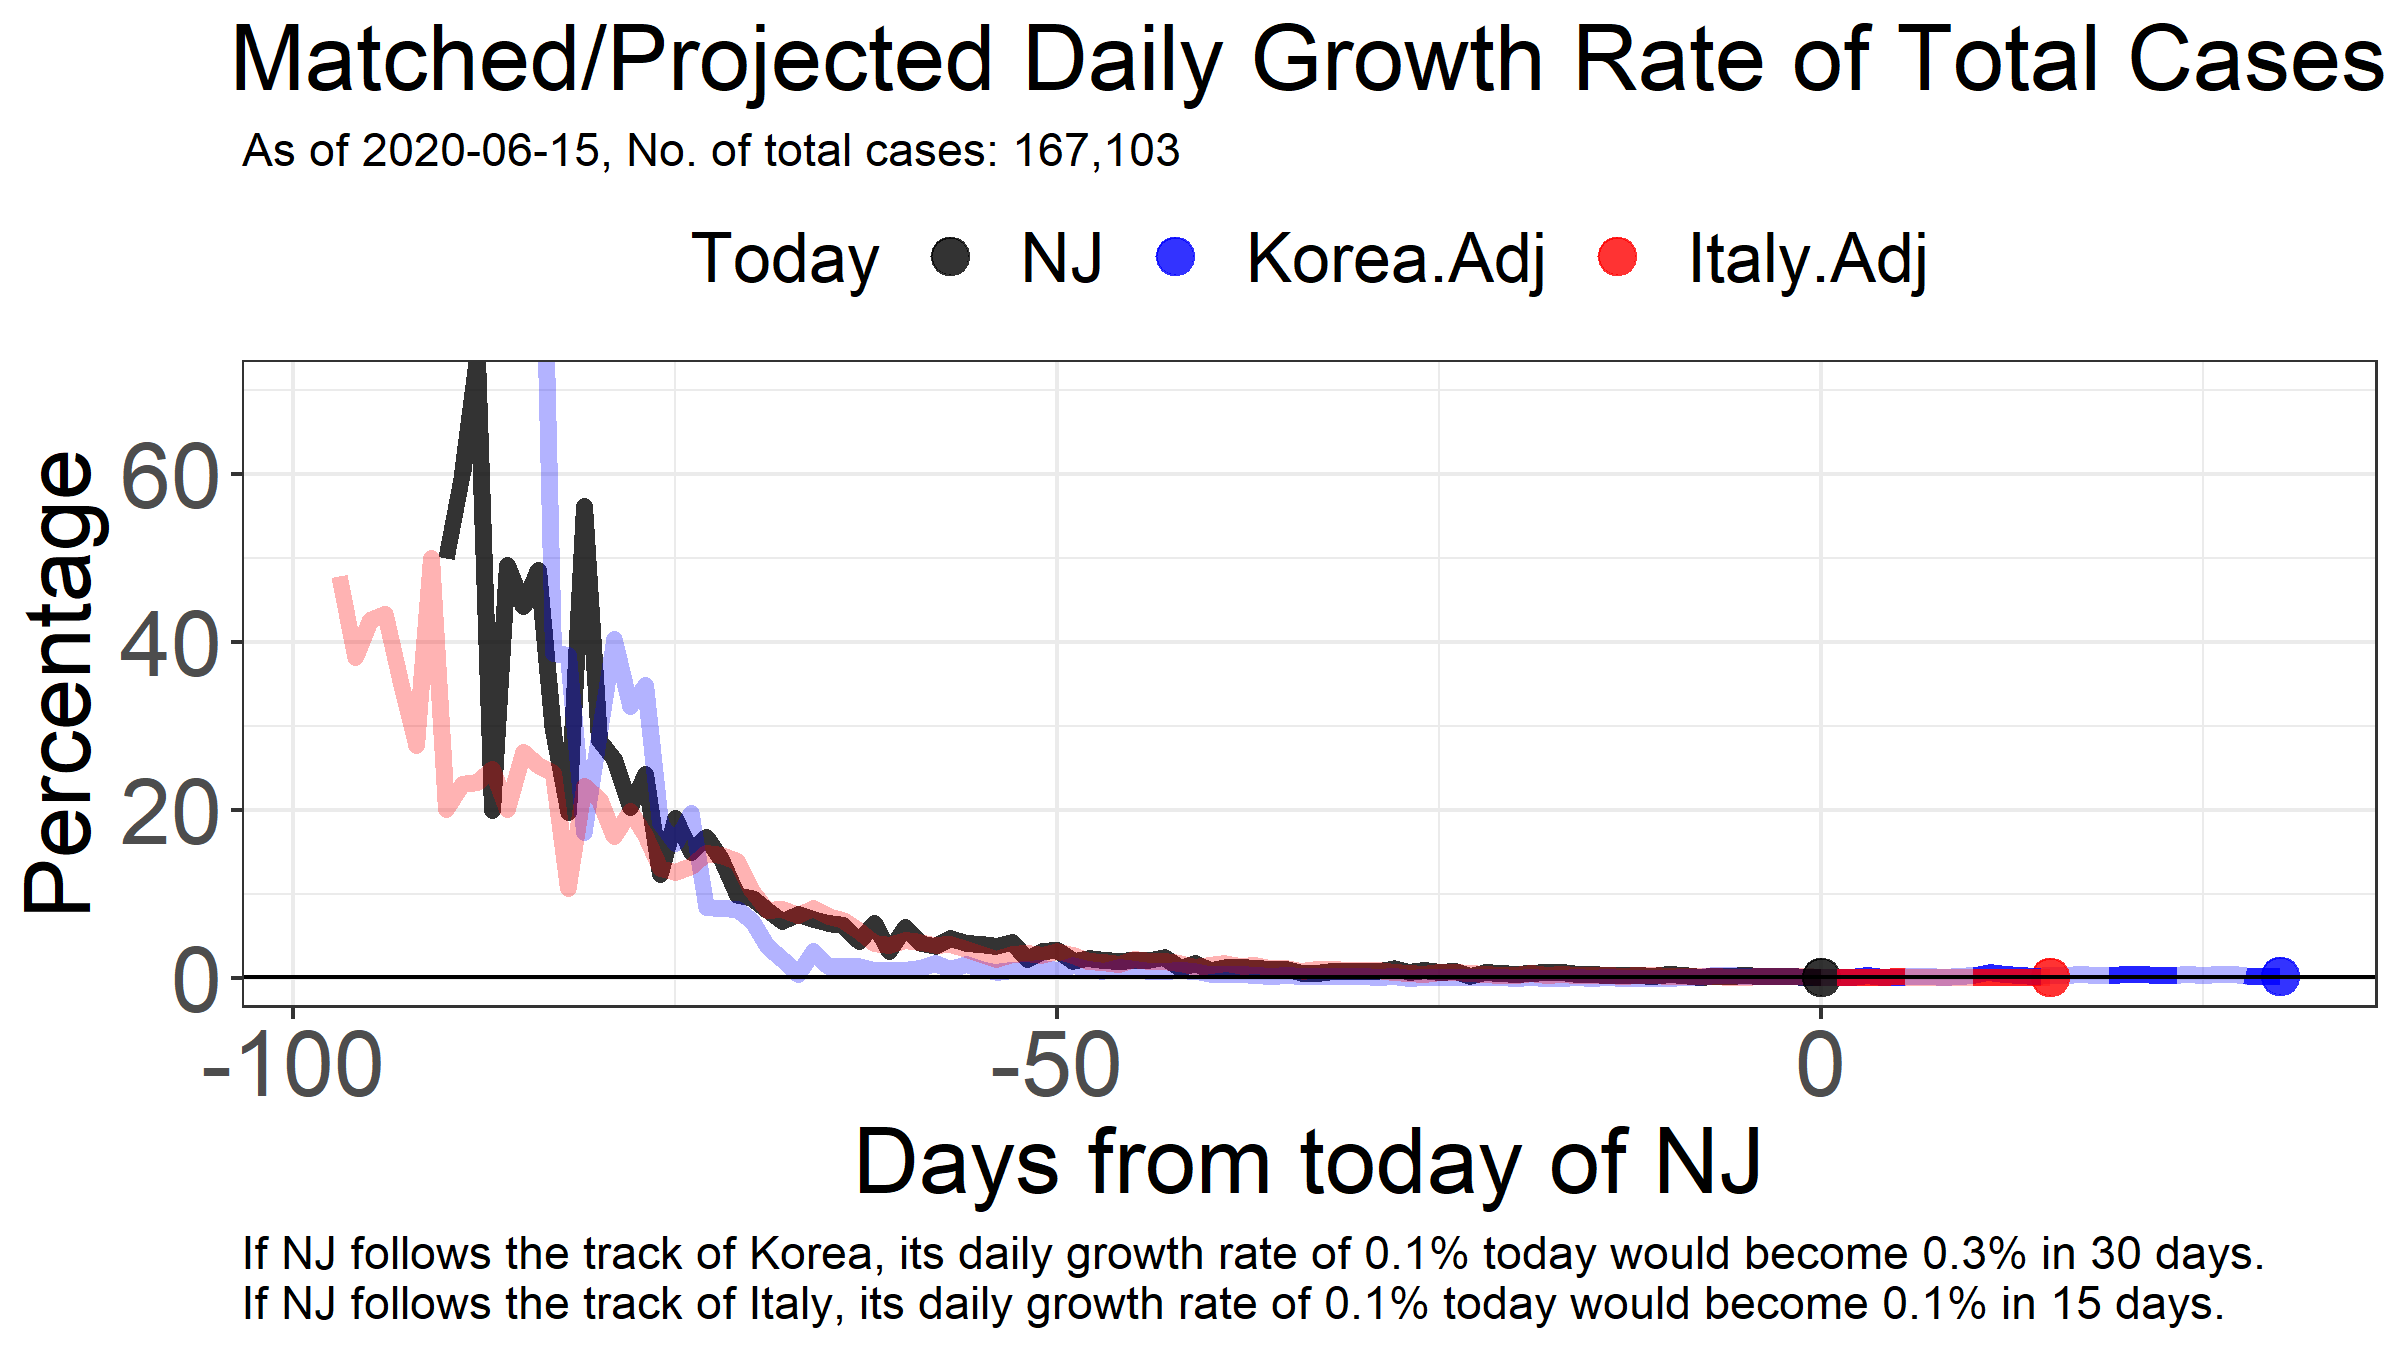 Matched/Projected Daily Growth Rate of Total Cases
As of 2020-06-15, No. of total cases: 167,103
Today NJ Korea.Adj Italy.Adj
Percentage
60
40
20
0
-100 -50 0
Days from today of NJ
If NJ follows the track of Korea, its daily growth rate of 0.1% today would become 0.3% in 30 days.
If NJ follows the track of Italy, its daily growth rate of 0.1% today would become 0.1% in 15 days.